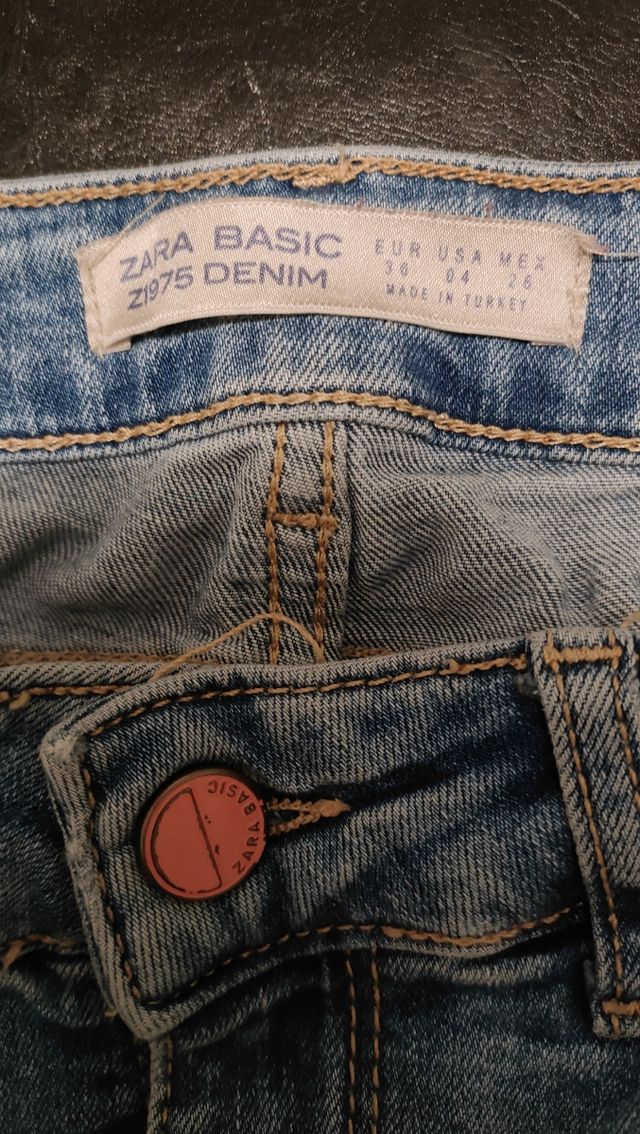 ZARA BASIC
Z1975 DENIM
EUR USA MEX
36 04 26
MADE IN TURKEY
ZARA BASIC